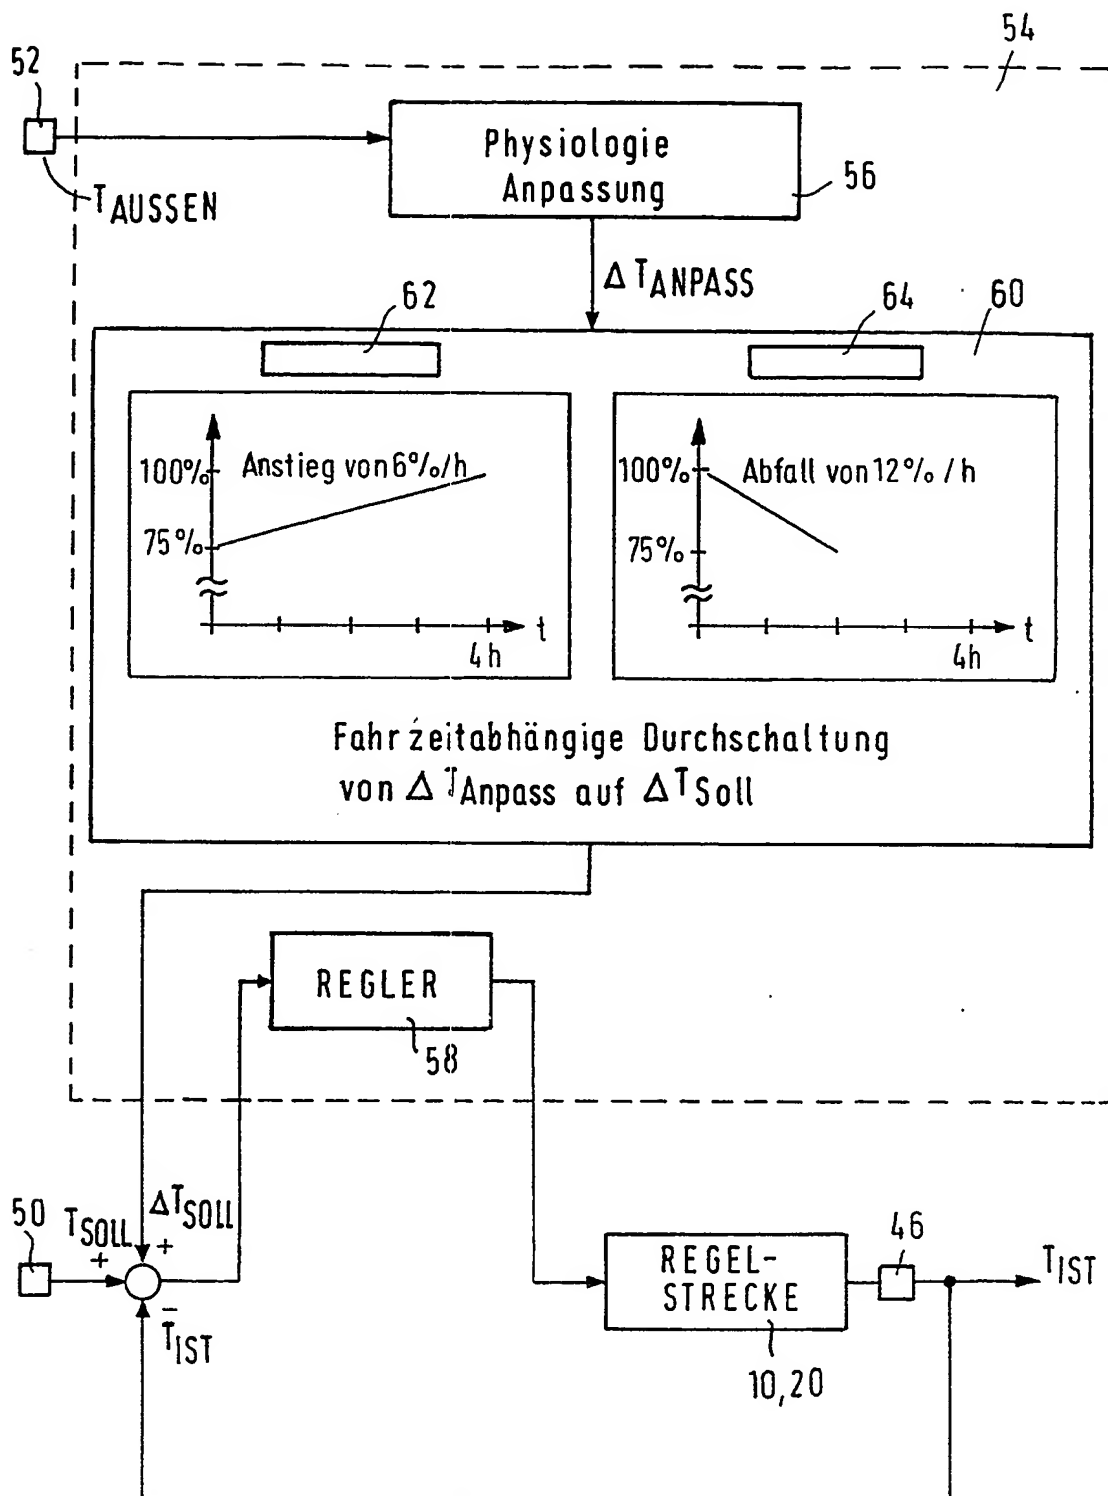 54
52
Physiologie
Anpassung
56
TAUSSEN
ΔTANPASS
62
64
60
100%
Anstieg von 6%/h
75%
t
4h
100%
Abfall von 12%/h
75%
t
4h
Fahrzeitabhängige Durchschaltung
von ΔTAnpass auf ΔTSoll
REGLER
58
50
TSOLL
+
ΔTSOLL
+
-
TIST
REGEL-
STRECKE
10,20
46
TIST